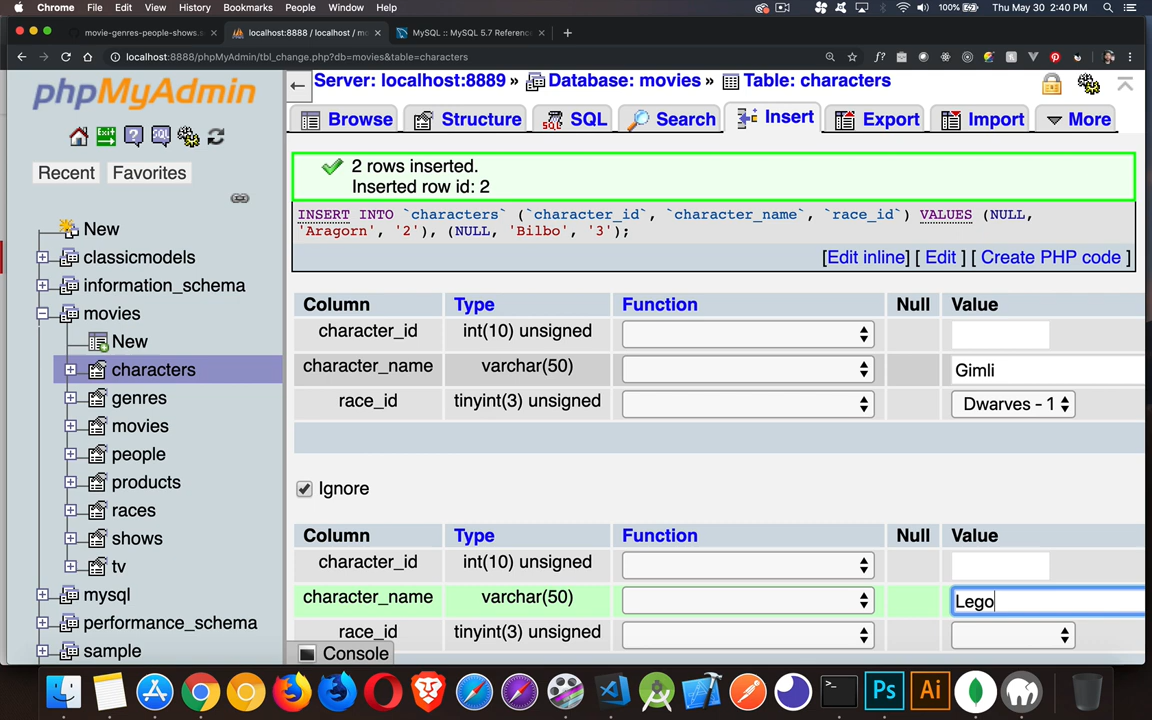 Chrome File Edit View History Bookmarks People Window Help 100% Thu May 30 2:40 PM
movie-genres-people-shows.s localhost:8888 / localhost / mo MySQL :: MySQL 5.7 Referenc
localhost:8888/phpMyAdmin/tbl_change.php?db=movies&table=characters
phpMyAdmin
Recent Favorites
New
classicmodels
information_schema
movies
New
characters
genres
movies
people
products
races
shows
tv
mysql
performance_schema
sample
Server: localhost:8889 » Database: movies » Table: characters
Browse Structure SQL Search Insert Export Import More
2 rows inserted.
Inserted row id: 2
INSERT INTO `characters` (`character_id`, `character_name`, `race_id`) VALUES (NULL,
'Aragorn', '2'), (NULL, 'Bilbo', '3');
[Edit inline] [ Edit ] [ Create PHP code ]
Column Type Function Null Value
character_id int(10) unsigned
character_name varchar(50) Gimli
race_id tinyint(3) unsigned Dwarves - 1
Ignore
Column Type Function Null Value
character_id int(10) unsigned
character_name varchar(50) Lego
race_id tinyint(3) unsigned
Console
Ps Ai